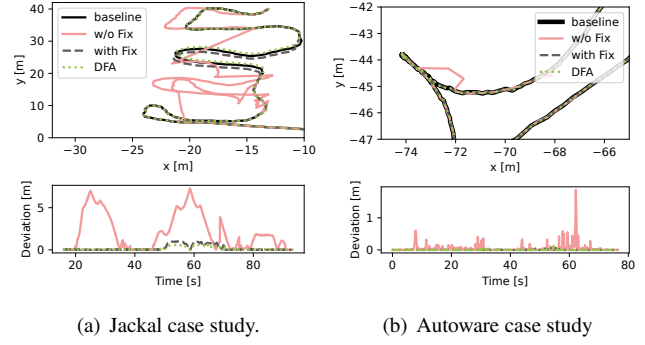 baseline
w/o Fix
with Fix
DFA
y [m]
40
30
20
10
0
−30
−25
−20
−15
−10
x [m]
Deviation [m]
5
0
20
40
60
80
Time [s]
(a) Jackal case study.
baseline
w/o Fix
with Fix
DFA
y [m]
−42
−43
−44
−45
−46
−47
−74
−72
−70
−68
−66
x [m]
Deviation [m]
1
0
0
20
40
60
80
Time [s]
(b) Autoware case study